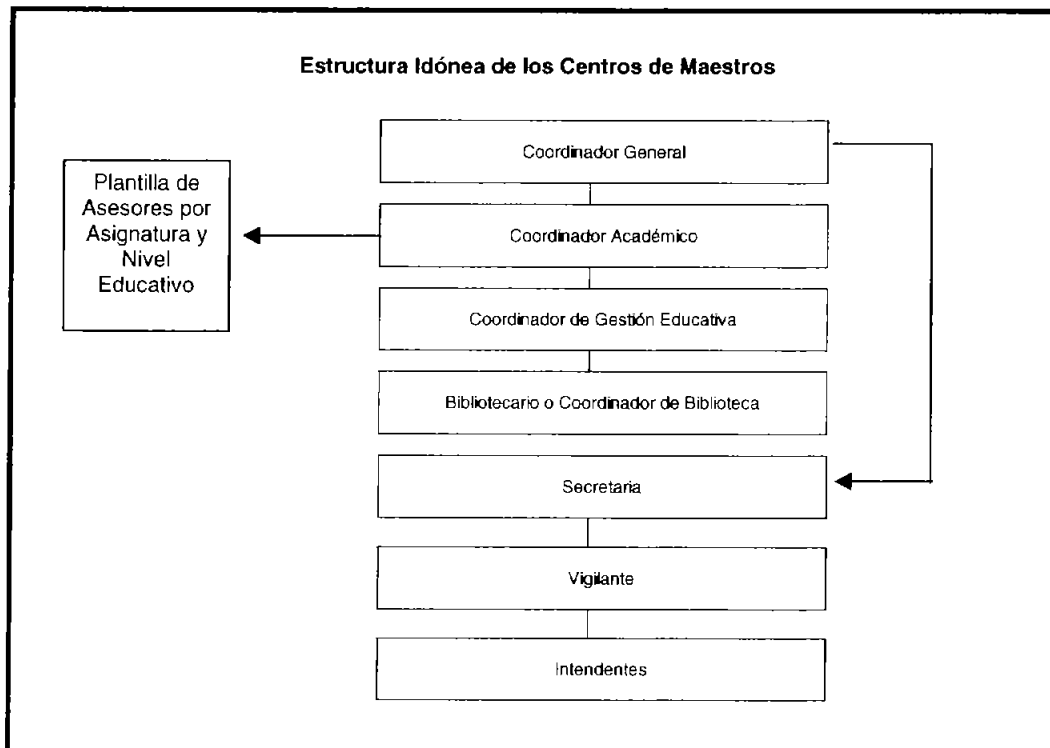 Estructura Idónea de los Centros de Maestros
Coordinador General
Plantilla de
Asesores por
Asignatura y
Nivel
Educativo
Coordinador Académico
Coordinador de Gestión Educativa
Bibliotecario o Coordinador de Biblioteca
Secretaria
Vigilante
Intendentes